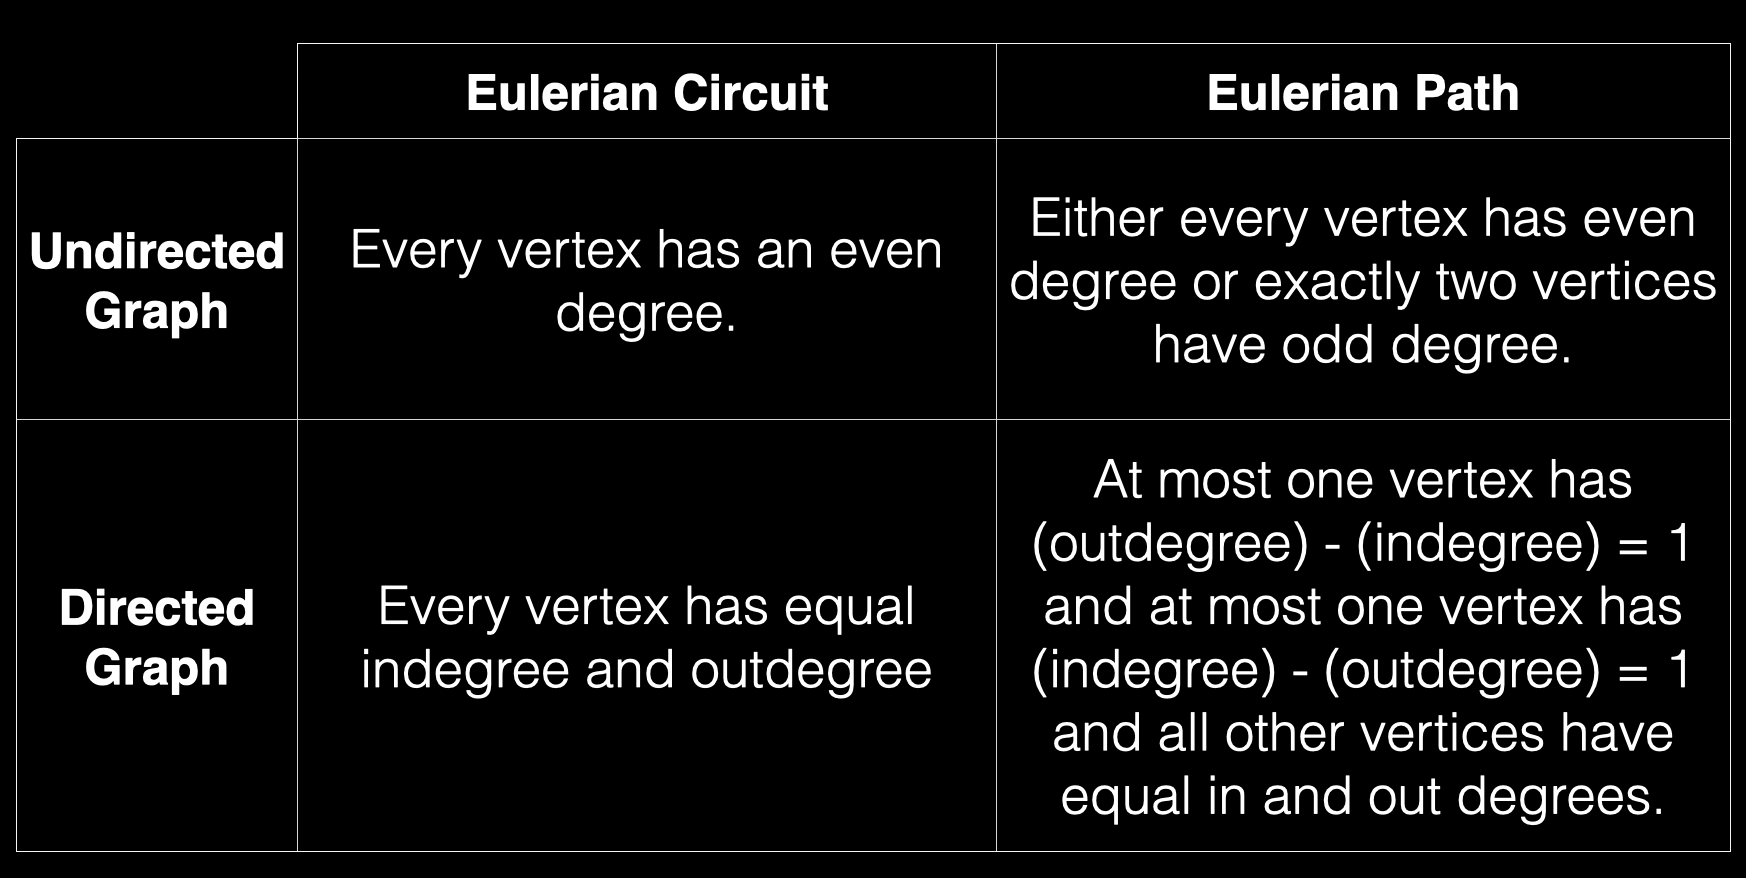 Eulerian Circuit
Eulerian Path
Undirected
Graph
Every vertex has an even
degree.
Either every vertex has even
degree or exactly two vertices
have odd degree.
Directed
Graph
Every vertex has equal
indegree and outdegree
At most one vertex has
(outdegree) - (indegree) = 1
and at most one vertex has
(indegree) - (outdegree) = 1
and all other vertices have
equal in and out degrees.